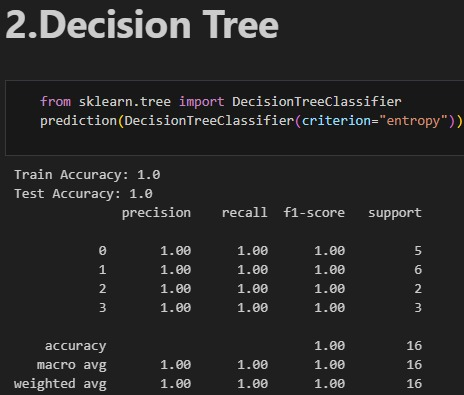 2.Decision Tree
from sklearn.tree import DecisionTreeClassifier
prediction(DecisionTreeClassifier(criterion="entropy"))
Train Accuracy: 1.0
Test Accuracy: 1.0
precision recall f1-score support
0 1.00 1.00 1.00 5
1 1.00 1.00 1.00 6
2 1.00 1.00 1.00 2
3 1.00 1.00 1.00 3
accuracy 1.00 16
macro avg 1.00 1.00 1.00 16
weighted avg 1.00 1.00 1.00 16